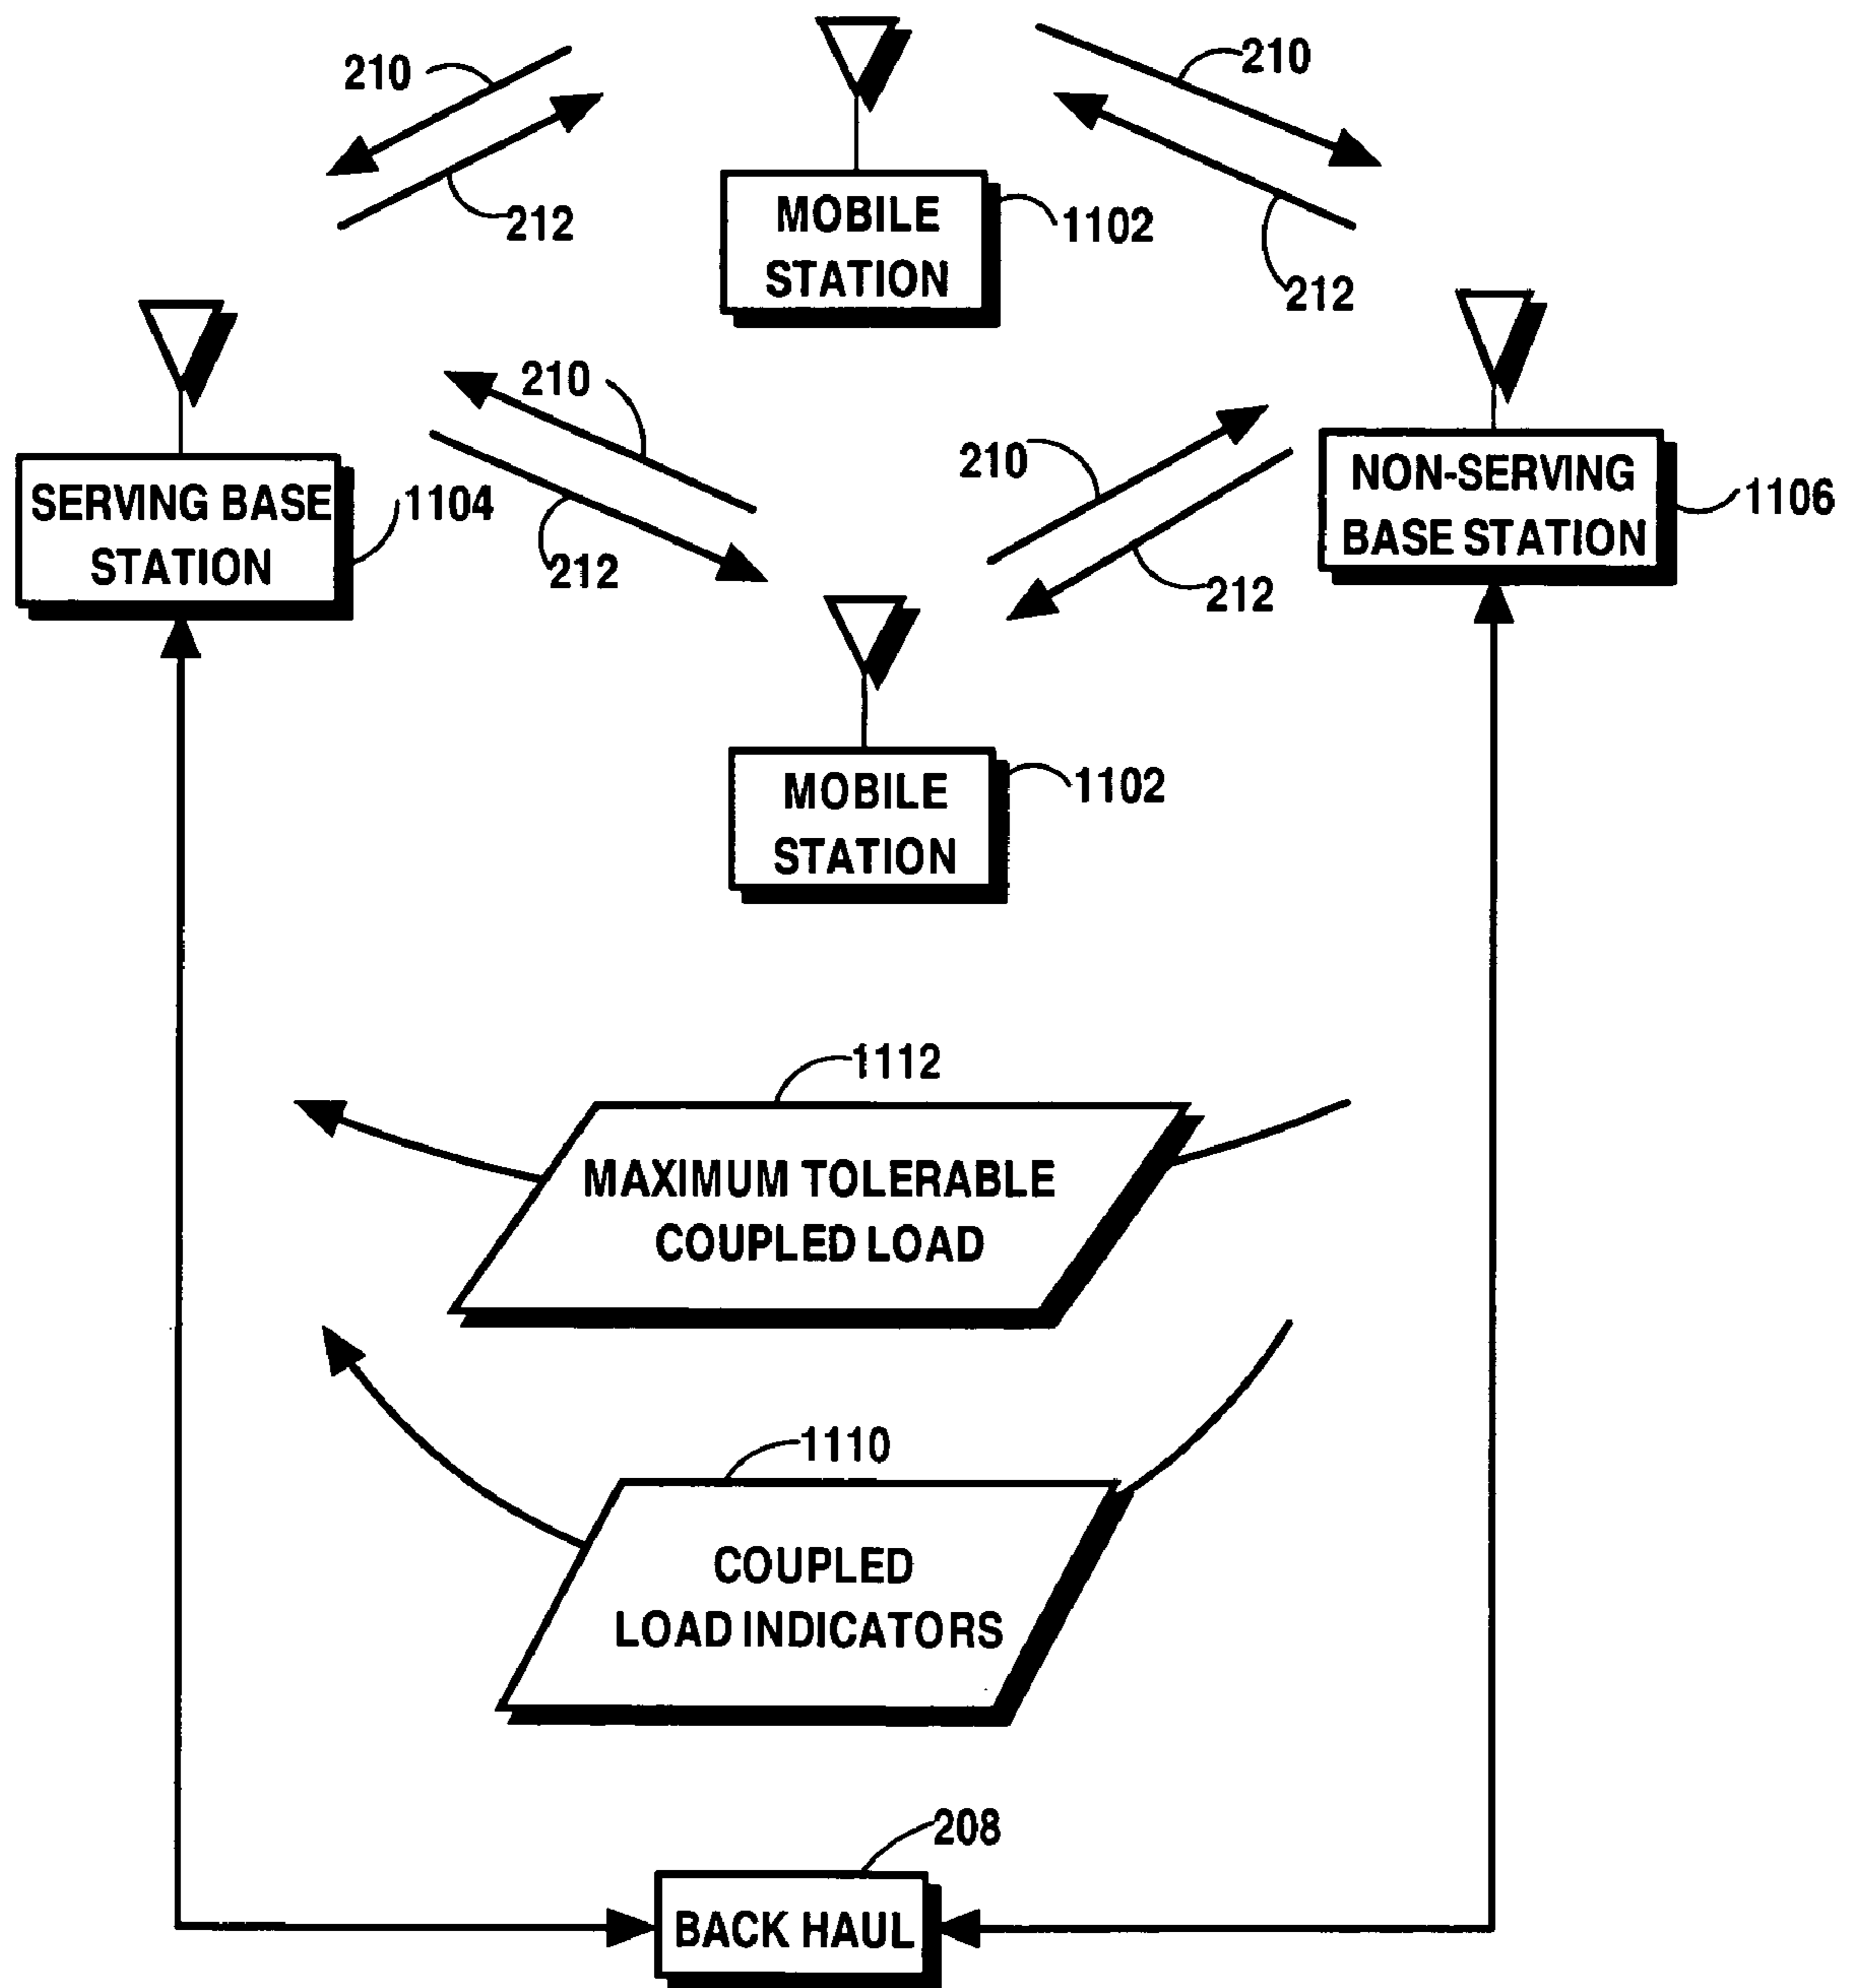 210
210
212
MOBILE
STATION
1102
212
210
SERVING BASE
STATION
1104
212
210
NON-SERVING
BASE STATION
1106
212
MOBILE
STATION
1102
1112
MAXIMUM TOLERABLE
COUPLED LOAD
1110
COUPLED
LOAD INDICATORS
208
BACK HAUL